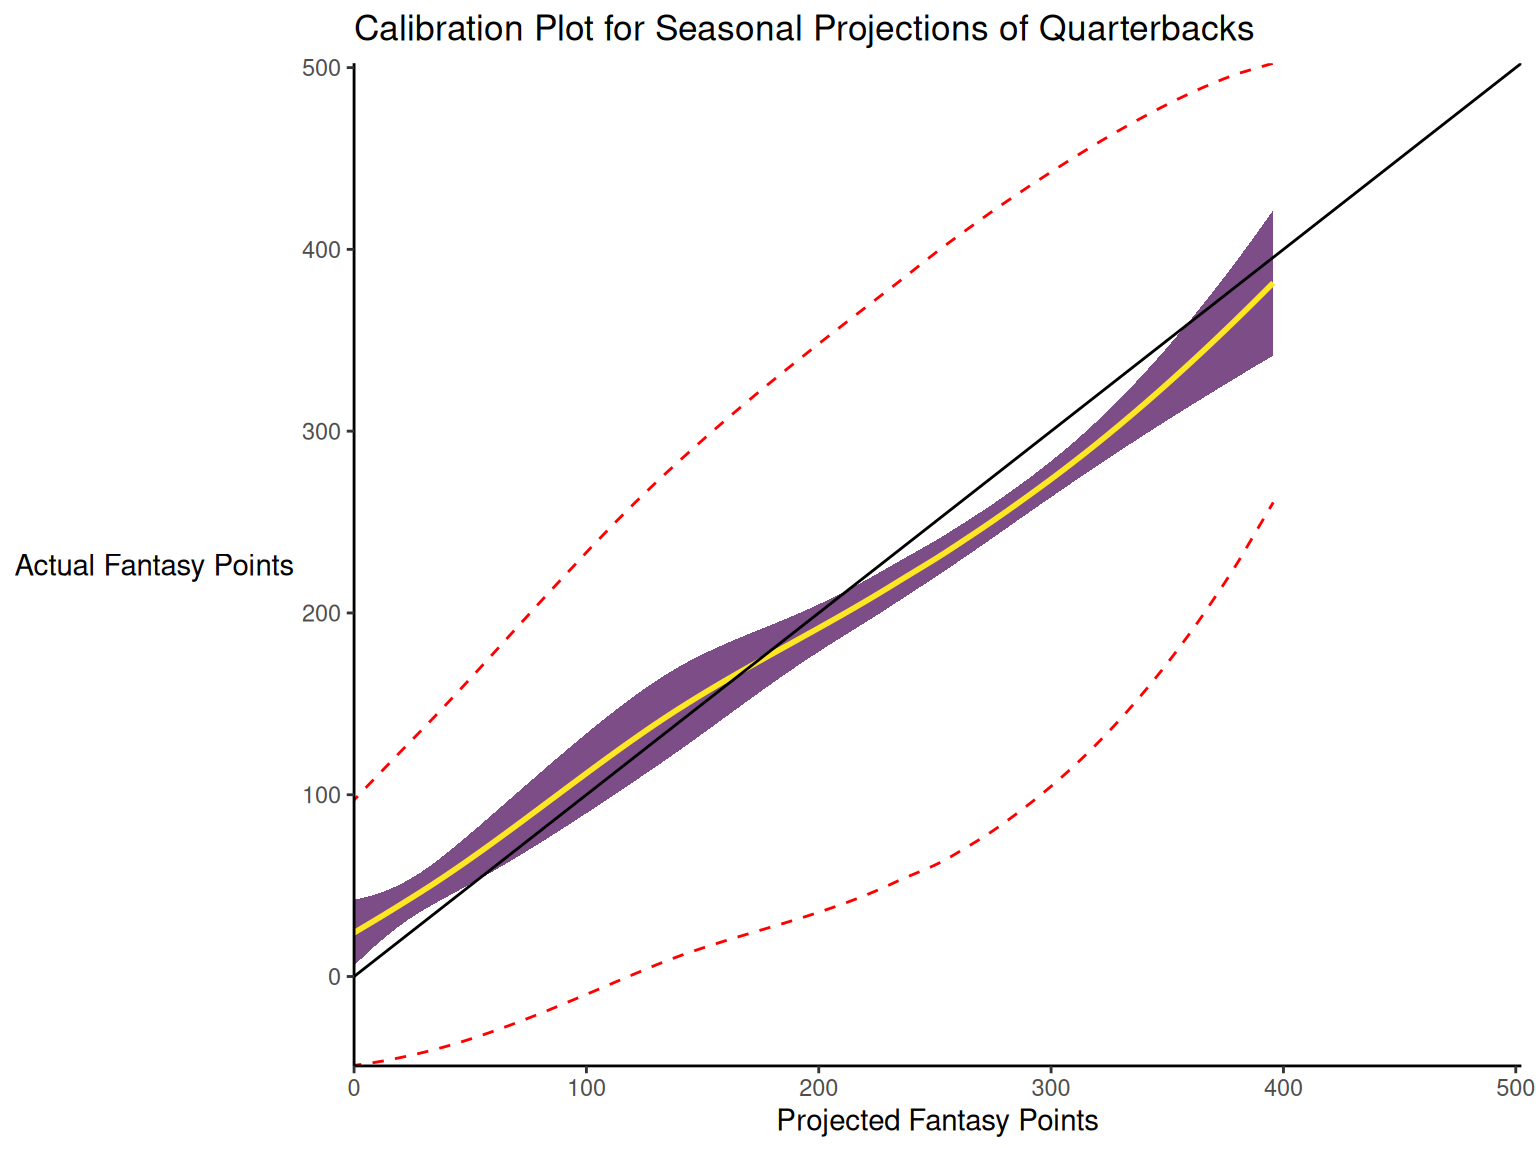 Calibration Plot for Seasonal Projections of Quarterbacks
500
400
300
200
100
0
Actual Fantasy Points
0 100 200 300 400 500
Projected Fantasy Points